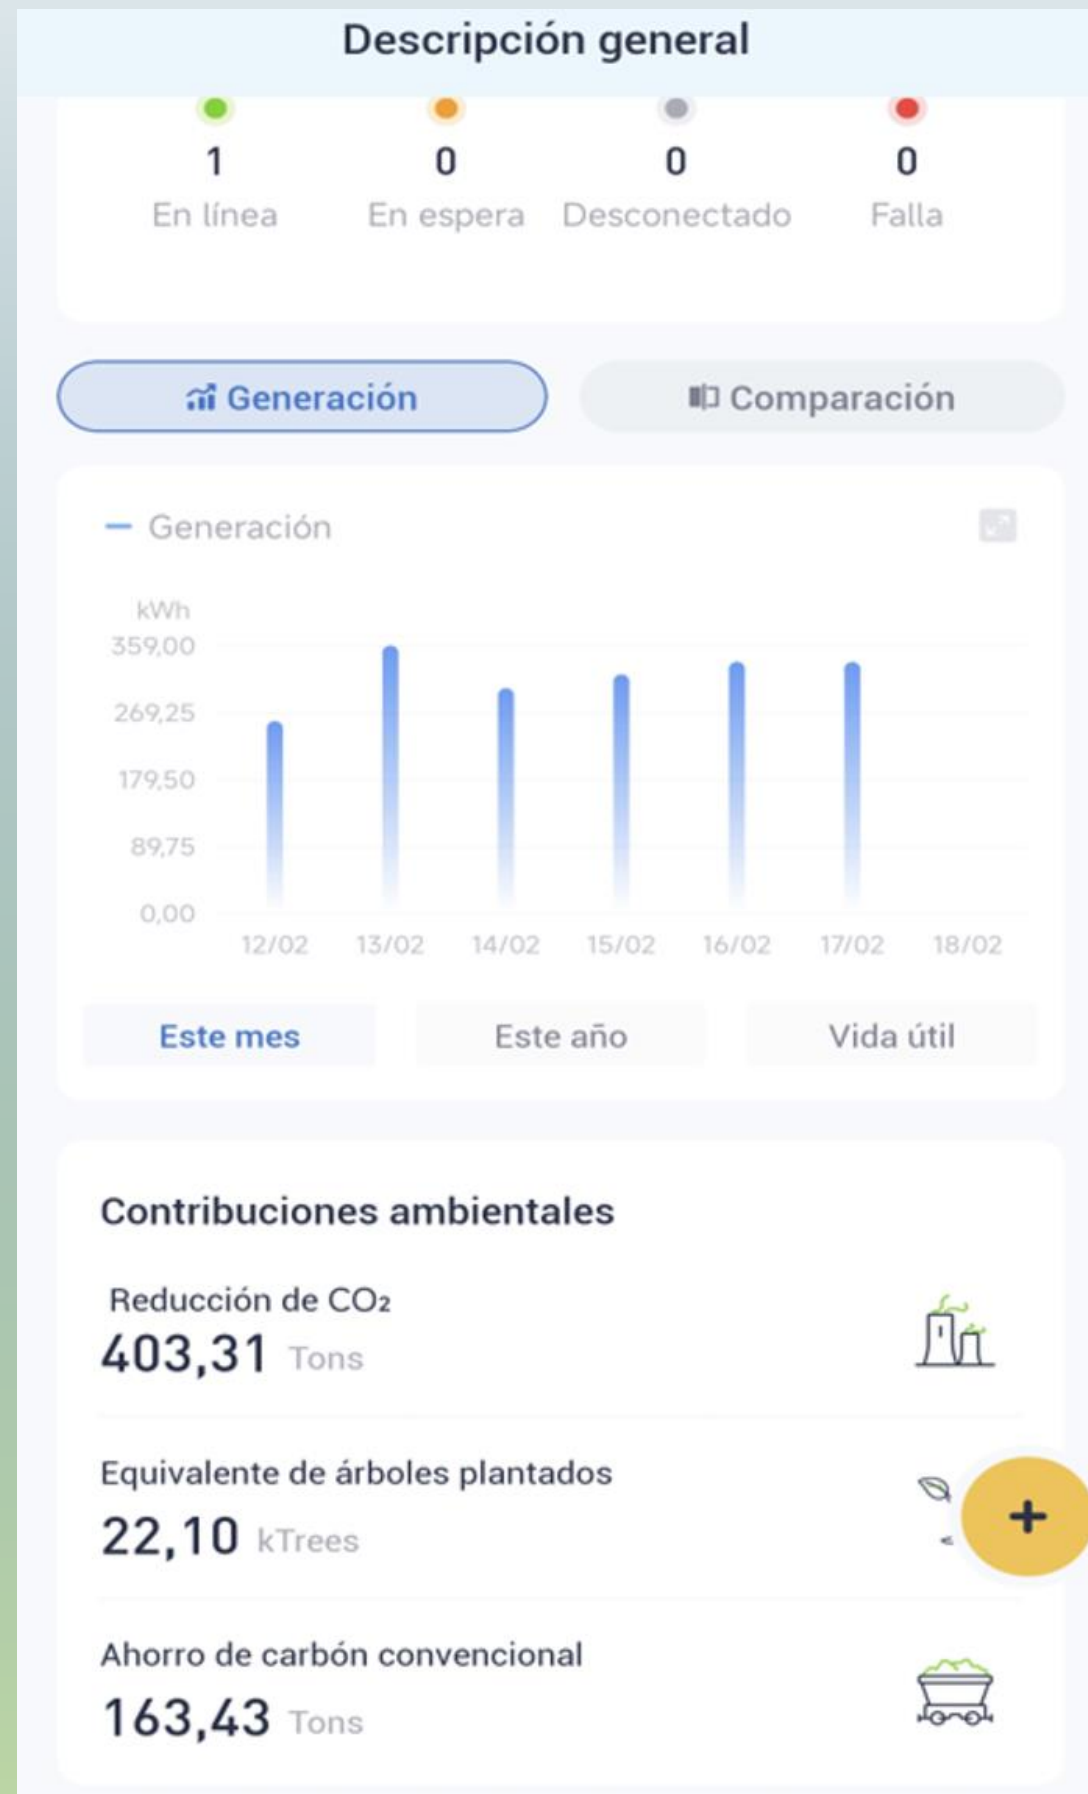 Descripción general
1 0 0 0
En línea En espera Desconectado Falla
Generación Comparación
Generación
kWh
359,00
269,25
179,50
89,75
0,00
12/02 13/02 14/02 15/02 16/02 17/02 18/02
Este mes Este año Vida útil
Contribuciones ambientales
Reducción de CO₂
403,31 Tons
Equivalente de árboles plantados
22,10 kTrees
+
Ahorro de carbón convencional
163,43 Tons